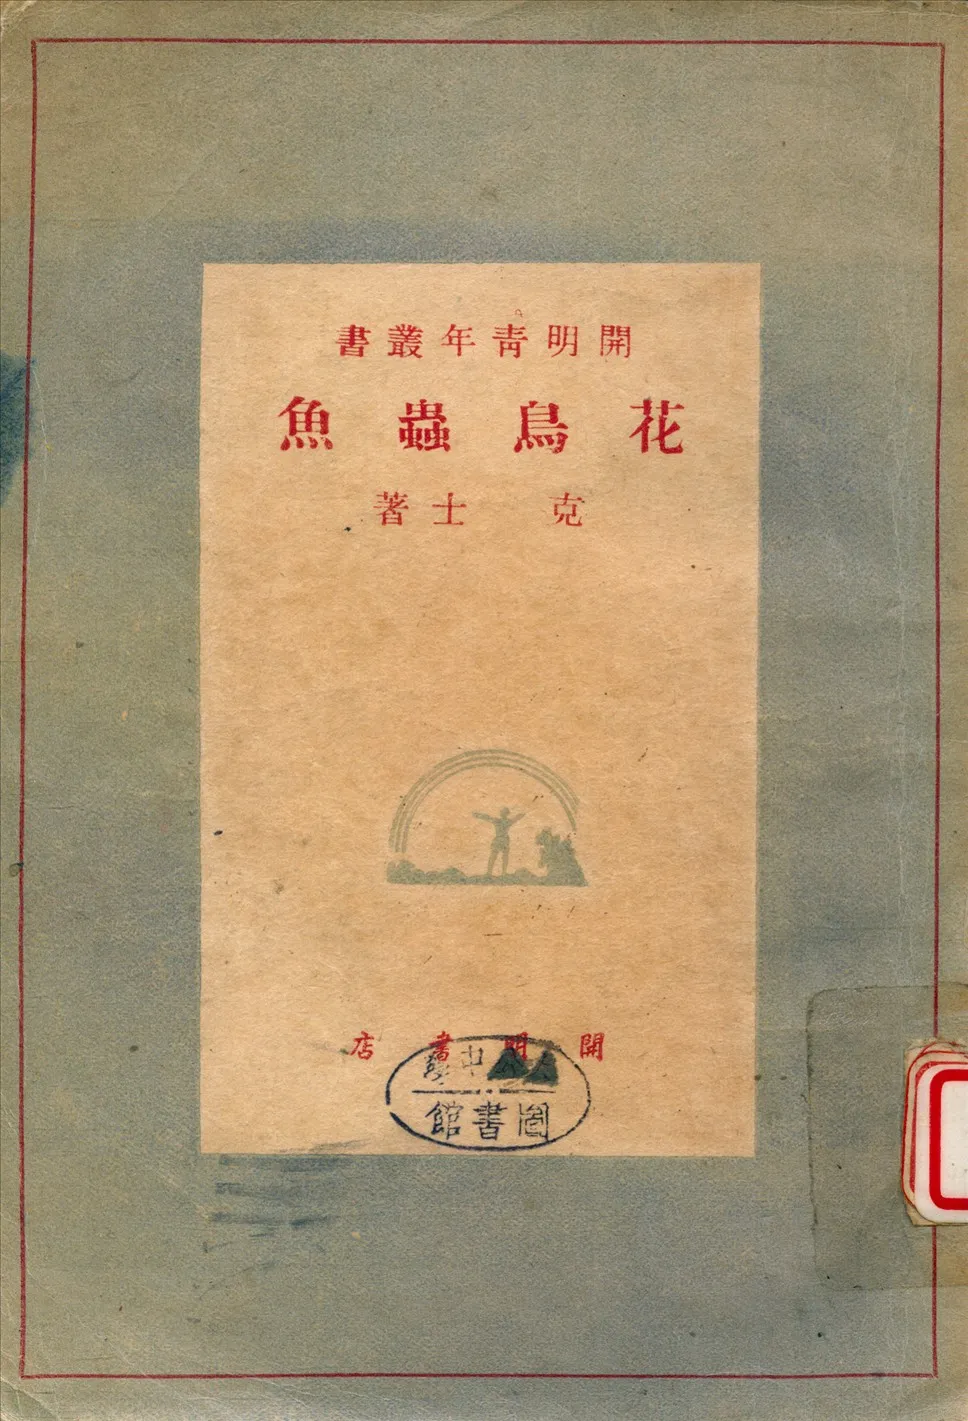 開明青年叢書
花鳥蟲魚
克士著
開明書店
中
圖書館